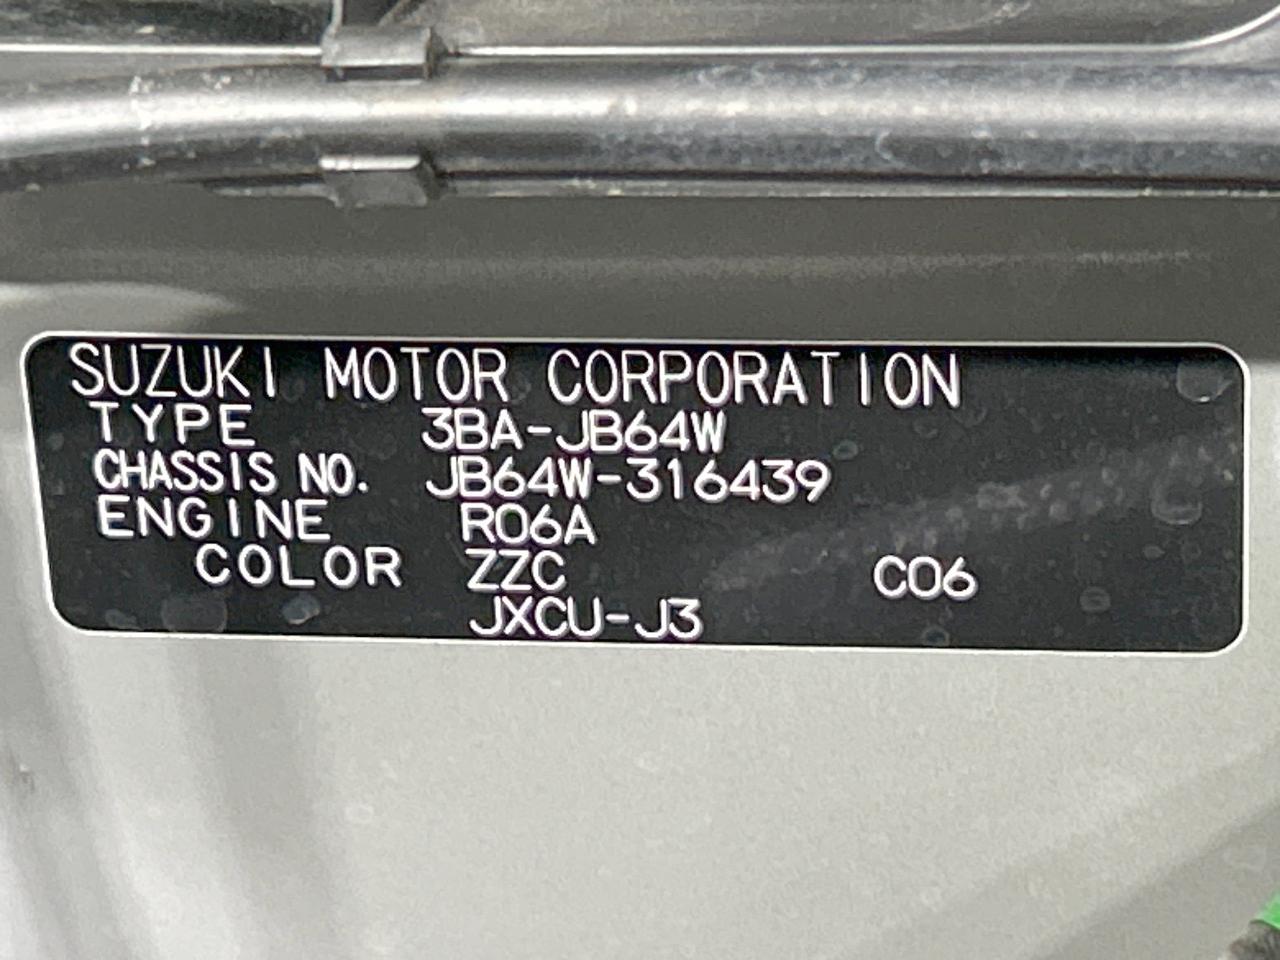 SUZUKI MOTOR CORPORATION
TYPE 3BA-JB64W
CHASSIS NO. JB64W-316439
ENGINE R06A
COLOR ZZC C06
JXCU-J3